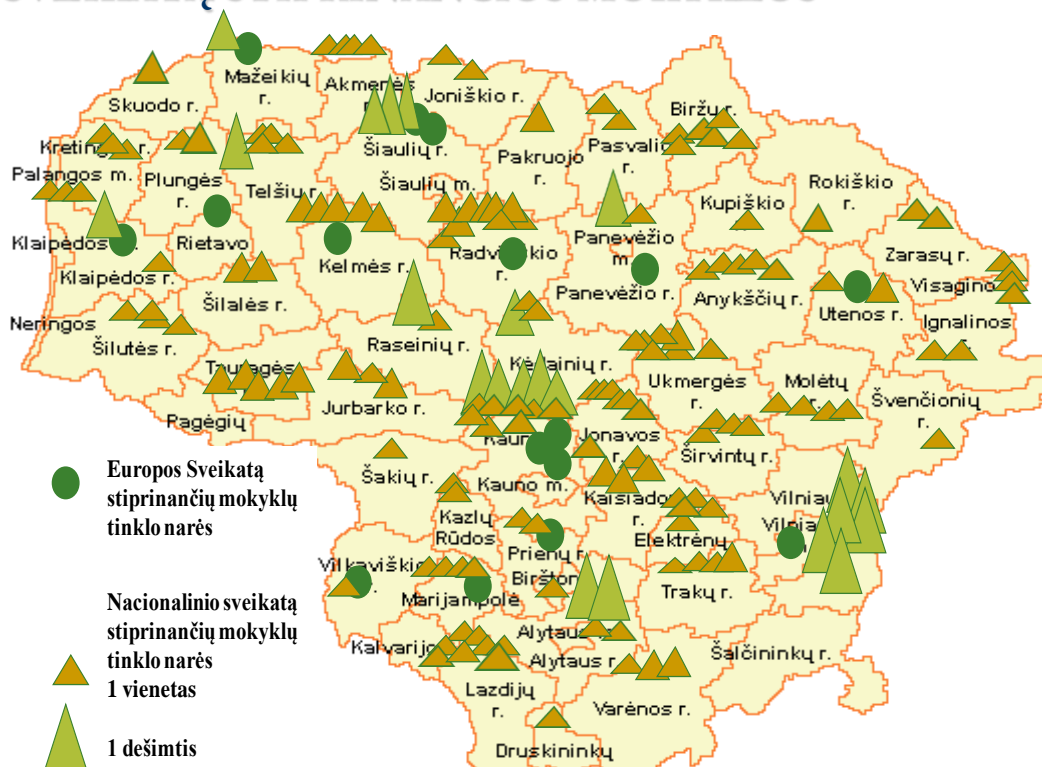 Mažeikių
r.
Akmenės
Joniškio r.
Skuodo r.
Biržų r.
Šiaulių r.
Pakruojo
r.
Pasvalio
r.
Kretingos r.
Palangos m.
Plungės
r.
Telšių r.
Šiaulių m.
Kupiškio
Rokiškio
r.
Klaipėdos
Rietavo
Kelmės r.
Radviliškio
Panevėžio
m.
Zarasų r.
Klaipėdos r.
Šilalės r.
Panevėžio r.
Anykščių r.
Utenos r.
Visagino
Ignalinos
r.
Neringos
Šilutės r.
Raseinių r.
Kėdainių r.
Tauragės
Ukmergės
r.
Molėtų
r.
Švenčionių
r.
Pagėgių
Jurbarko r.
Kauno
Jonavos
r.
Širvintų r.
Šakių r.
Kauno m.
Kaišiadorių
r.
Vilniaus
Vilniaus
Kazlų
Rūdos
Prienų r.
Elektrėnų
Vilkaviškio
Marijampolė
Birštono
Trakų r.
Kalvarijos
Alytaus
Alytaus r.
Šalčininkų r.
Lazdijų
r.
Varėnos r.
Druskininkų
Europos Sveikatą
stiprinančių mokyklų
tinklo narės
Nacionalinio sveikatą
stiprinančių mokyklų
tinklo narės
1 vienetas
1 dešimtis